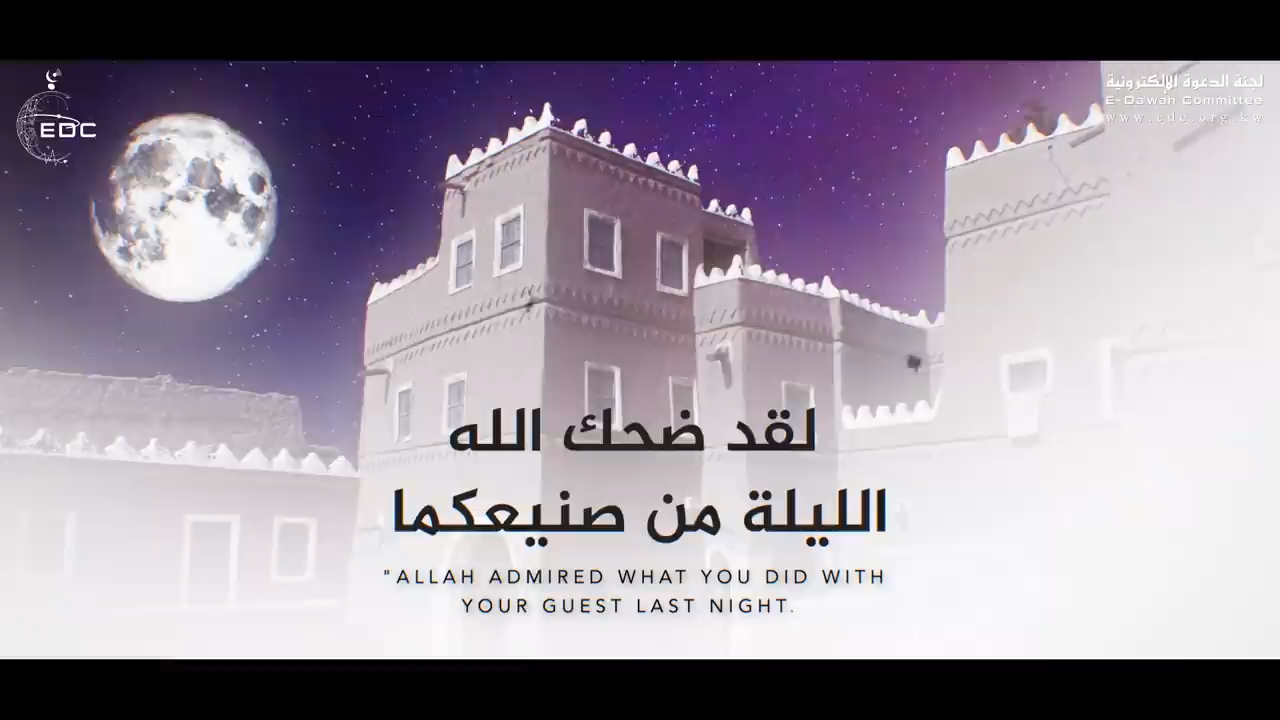 EDC
لجنة الدعوة الإلكترونية
E-Dawah Committee
www.edc.org.kw
لقد ضحك الله
الليلة من صنيعكما
"ALLAH ADMIRED WHAT YOU DID WITH
YOUR GUEST LAST NIGHT.